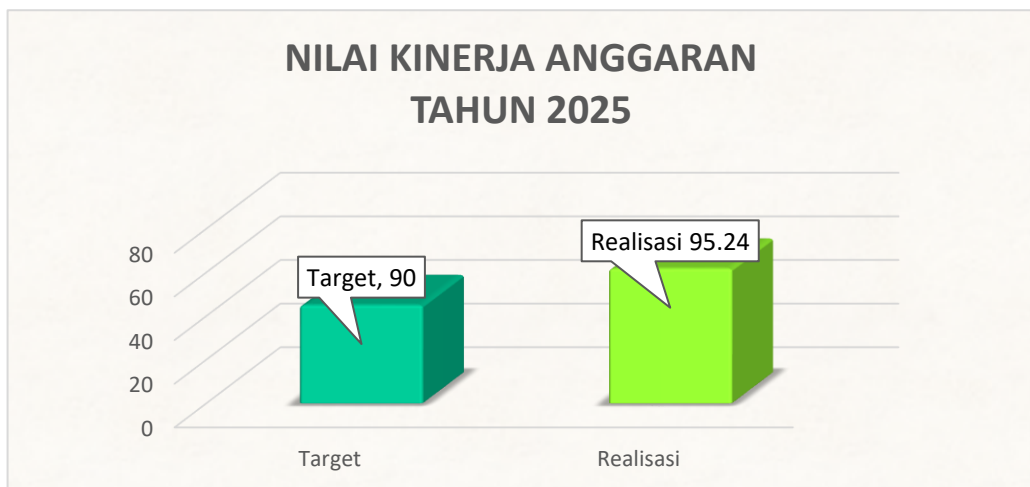 NILAI KINERJA ANGGARAN
TAHUN 2025
80
60
40
20
0
Target, 90
Realisasi 95.24
Target
Realisasi